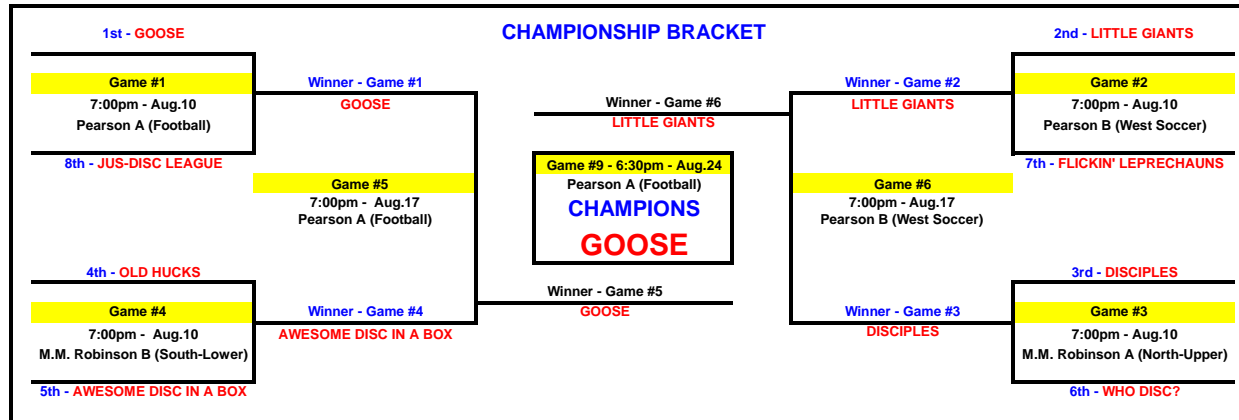 CHAMPIONSHIP BRACKET
1st - GOOSE
Game #1
7:00pm - Aug.10
Pearson A (Football)
8th - JUS-DISC LEAGUE
4th - OLD HUCKS
Game #4
7:00pm - Aug.10
M.M. Robinson B (South-Lower)
5th - AWESOME DISC IN A BOX
Winner - Game #1
GOOSE
Game #5
7:00pm - Aug.17
Pearson A (Football)
Winner - Game #4
AWESOME DISC IN A BOX
Winner - Game #6
LITTLE GIANTS
Game #9 - 6:30pm - Aug.24
Pearson A (Football)
CHAMPIONS
GOOSE
Winner - Game #5
GOOSE
Winner - Game #2
LITTLE GIANTS
Game #6
7:00pm - Aug.17
Pearson B (West Soccer)
Winner - Game #3
DISCIPLES
2nd - LITTLE GIANTS
Game #2
7:00pm - Aug.10
Pearson B (West Soccer)
7th - FLICKIN' LEPRECHAUNS
3rd - DISCIPLES
Game #3
7:00pm - Aug.10
M.M. Robinson A (North-Upper)
6th - WHO DISC?